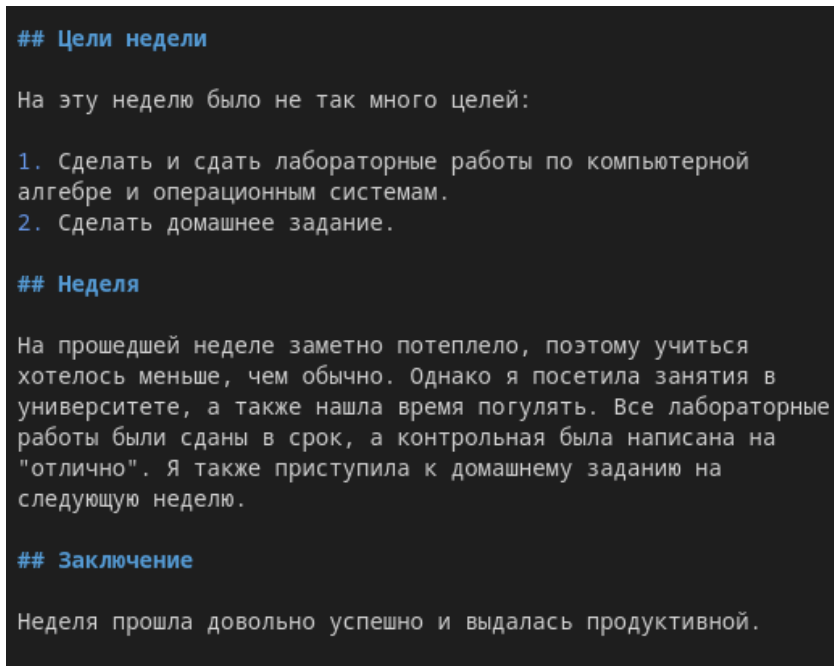 ## Цели недели
На эту неделю было не так много целей:
1. Сделать и сдать лабораторные работы по компьютерной
алгебре и операционным системам.
2. Сделать домашнее задание.
## Неделя
На прошедшей неделе заметно потеплело, поэтому учиться
хотелось меньше, чем обычно. Однако я посетила занятия в
университете, а также нашла время погулять. Все лабораторные
работы были сданы в срок, а контрольная была написана на
"отлично". Я также приступила к домашнему заданию на
следующую неделю.
## Заключение
Неделя прошла довольно успешно и выдалась продуктивной.